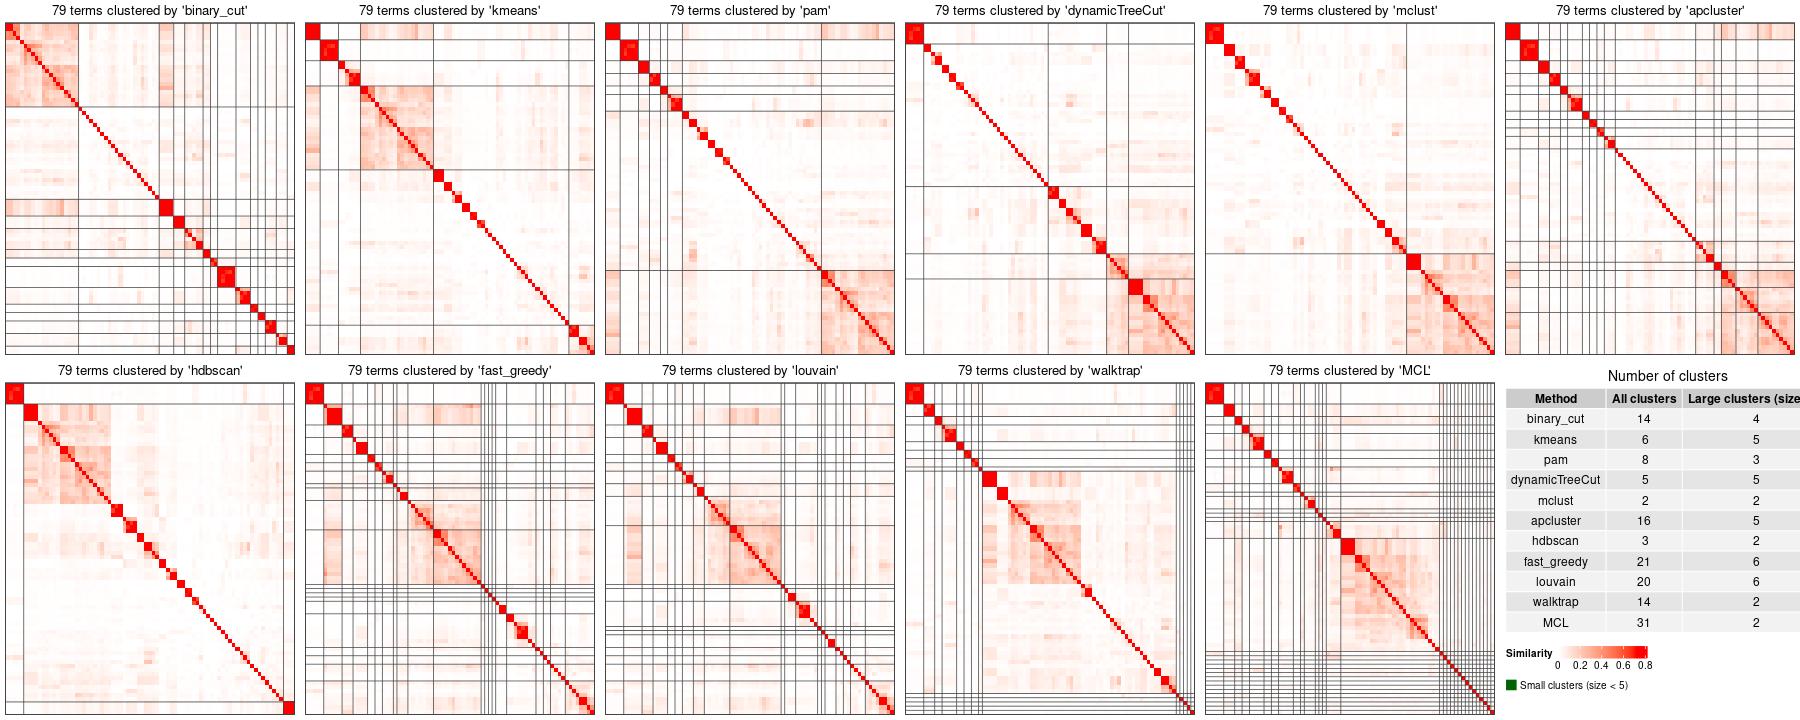 79 terms clustered by 'binary_cut'
79 terms clustered by 'kmeans'
79 terms clustered by 'pam'
79 terms clustered by 'dynamicTreeCut'
79 terms clustered by 'mclust'
79 terms clustered by 'apcluster'
79 terms clustered by 'hdbscan'
79 terms clustered by 'fast_greedy'
79 terms clustered by 'louvain'
79 terms clustered by 'walktrap'
79 terms clustered by 'MCL'
Number of clusters
Method All clusters Large clusters (size
binary_cut 14 4
kmeans 6 5
pam 8 3
dynamicTreeCut 5 5
mclust 2 2
apcluster 16 5
hdbscan 3 2
fast_greedy 21 6
louvain 20 6
walktrap 14 2
MCL 31 2
Similarity
0 0.2 0.4 0.6 0.8
Small clusters (size < 5)